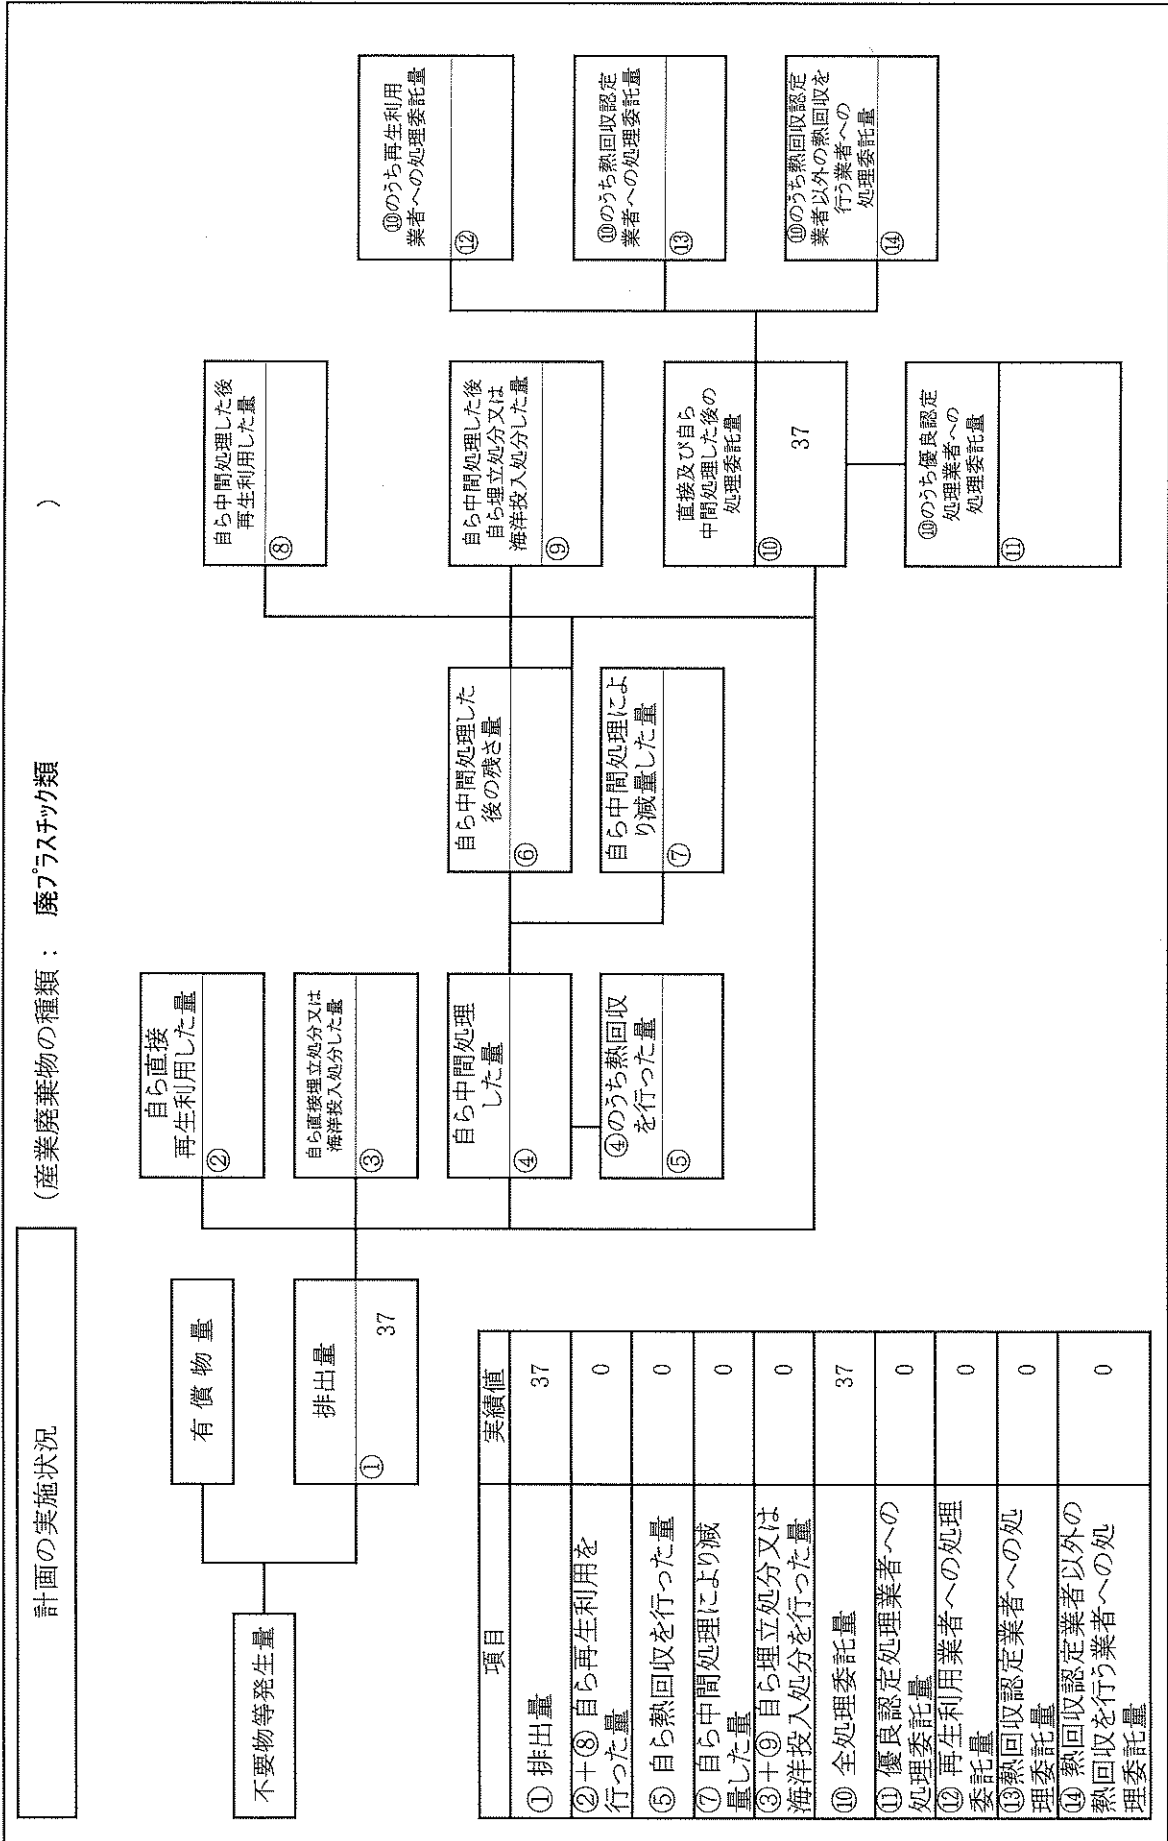 計画の実施状況
(産業廃棄物の種類： 廃プラスチック類 )
不要物等発生量
有償物量
排出量
① 37
自ら直接
再生利用した量
②
自ら直接埋立処分又は
海洋投入処分した量
③
自ら中間処理
した量
④
④のうち熱回収
を行った量
⑤
自ら中間処理した
後の残さ量
⑥
自ら中間処理によ
り減量した量
⑦
自ら中間処理した後
再生利用した量
⑧
自ら中間処理した後
自ら埋立処分又は
海洋投入処分した量
⑨
直接及び自ら
中間処理した後の
処理委託量
⑩ 37
⑩のうち優良認定
処理業者への
処理委託量
⑪
⑩のうち再生利用
業者への処理委託量
⑫
⑩のうち熱回収認定
業者への処理委託量
⑬
⑩のうち熱回収認定
業者以外の熱回収を
行う業者への
処理委託量
⑭
項目 実績値
① 排出量 37
②＋⑧ 自ら再生利用を
行った量 0
⑤ 自ら熱回収を行った量 0
⑦ 自ら中間処理により減
量した量 0
③＋⑨ 自ら埋立処分又は
海洋投入処分を行った量 0
⑩ 全処理委託量 37
⑪ 優良認定処理業者への
処理委託量 0
⑫ 再生利用業者への処理
委託量 0
⑬熱回収認定業者への処
理委託量 0
⑭ 熱回収認定業者以外の
熱回収を行う業者への処
理委託量 0